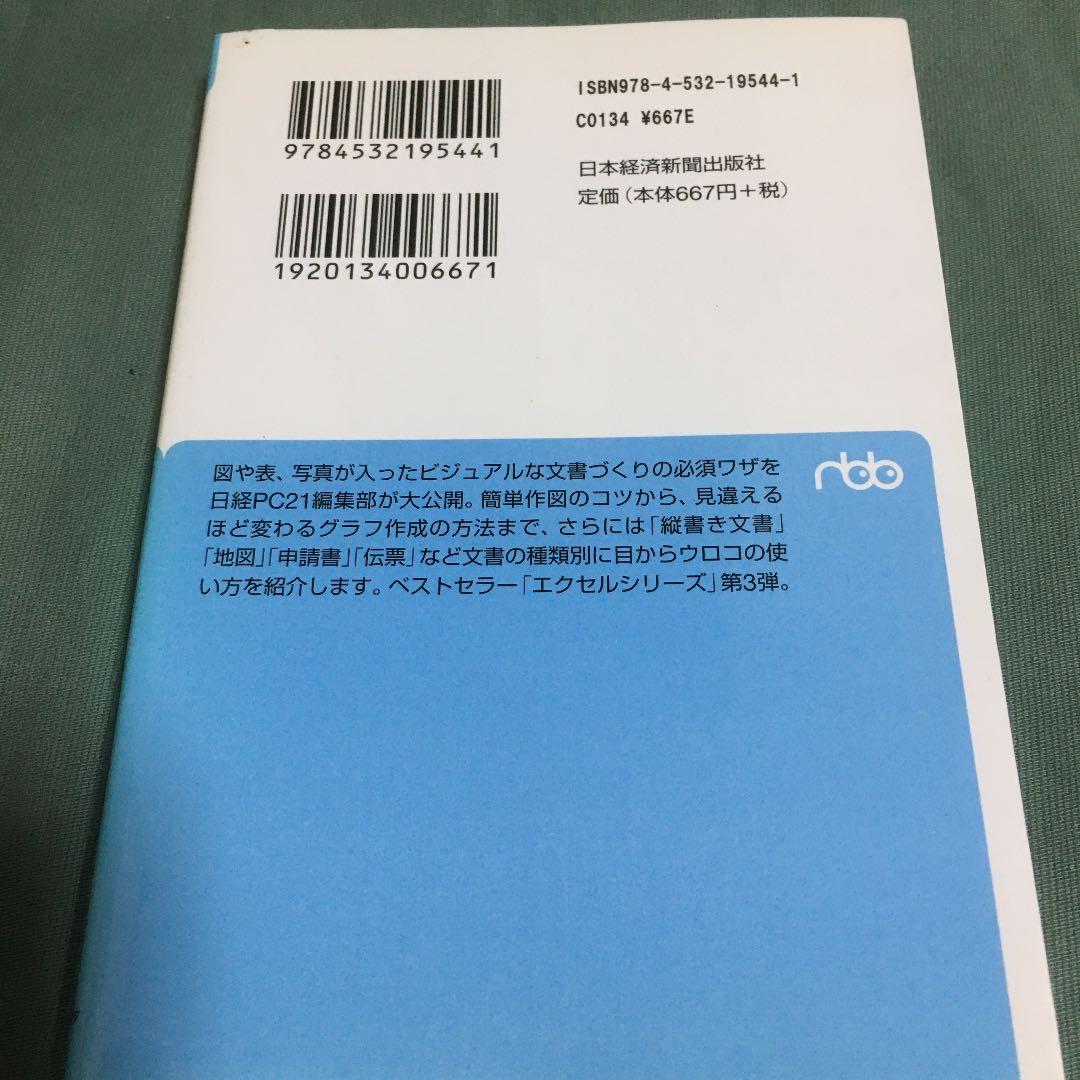 9784532195441
1920134006671
ISBN978-4-532-19544-1
C0134 ¥667E
日本経済新聞出版社
定価(本体667円+税)
nbb
図や表、写真が入ったビジュアルな文書づくりの必須ワザを
日経PC21編集部が大公開。簡単作図のコツから、見違える
ほど変わるグラフ作成の方法まで、さらには「縦書き文書」
「地図」「申請書」「伝票」など文書の種類別に目からウロコの使
い方を紹介します。ベストセラー「エクセルシリーズ」第3弾。